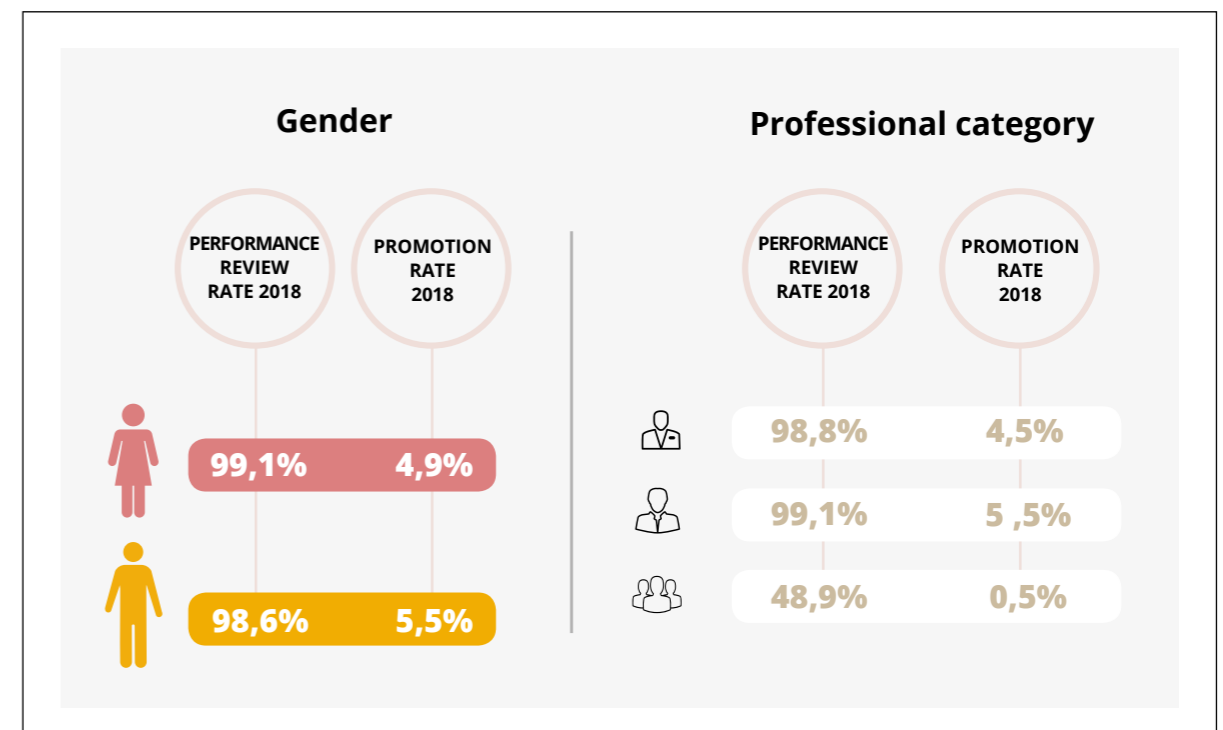 Gender
PERFORMANCE
REVIEW
RATE 2018
PROMOTION
RATE
2018
99,1% 4,9%
98,6% 5,5%
Professional category
PERFORMANCE
REVIEW
RATE 2018
PROMOTION
RATE
2018
98,8% 4,5%
99,1% 5 ,5%
48,9% 0,5%